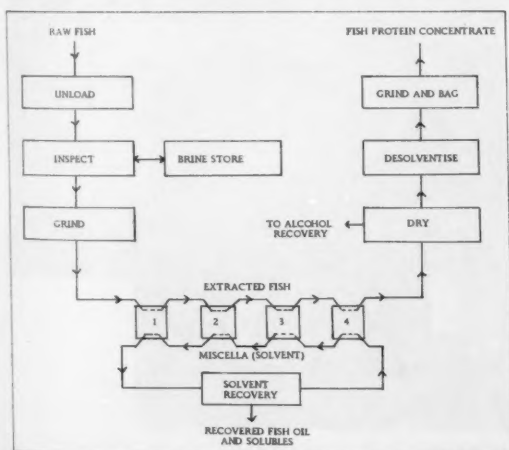 RAW FISH
UNLOAD
INSPECT
BRINE STORE
GRIND
FISH PROTEIN CONCENTRATE
GRIND AND BAG
DESOLVENTISE
DRY
TO ALCOHOL
RECOVERY
EXTRACTED FISH
1
2
3
4
MISCELLA (SOLVENT)
SOLVENT
RECOVERY
RECOVERED FISH OIL
AND SOLUBLES